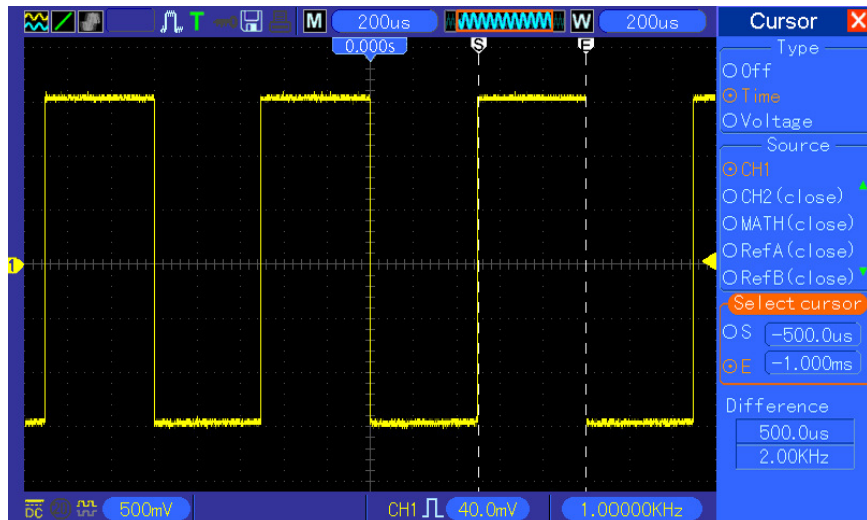 T M 200us W 200us
0.000s
S E
1
DC 500mV CH1 40.0mV 1.00000KHz
Cursor
Type
Off
Time
Voltage
Source
CH1
CH2(close)
MATH(close)
RefA(close)
RefB(close)
Select cursor
S -500.0us
E -1.000ms
Difference
500.0us
2.00KHz